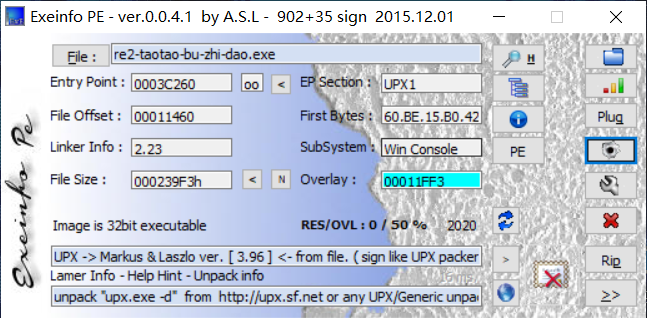 Exeinfo PE - ver.0.0.4.1 by A.S.L - 902+35 sign 2015.12.01
File : re2-taotao-bu-zhi-dao.exe H
Entry Point : 0003C260 oo < EP Section : UPX1
File Offset : 00011460 First Bytes : 60.BE.15.B0.42 Plug
Linker Info : 2.23 SubSystem : Win Console PE
File Size : 000239F3h < N Overlay : 00011FF3
Image is 32bit executable RES/OVL : 0 / 50 % 2020
UPX -> Markus & Laszlo ver. [ 3.96 ] <- from file. ( sign like UPX packer > Rip
Lamer Info - Help Hint - Unpack info
unpack "upx.exe -d" from http://upx.sf.net or any UPX/Generic unpa >>
Exeinfo Pe